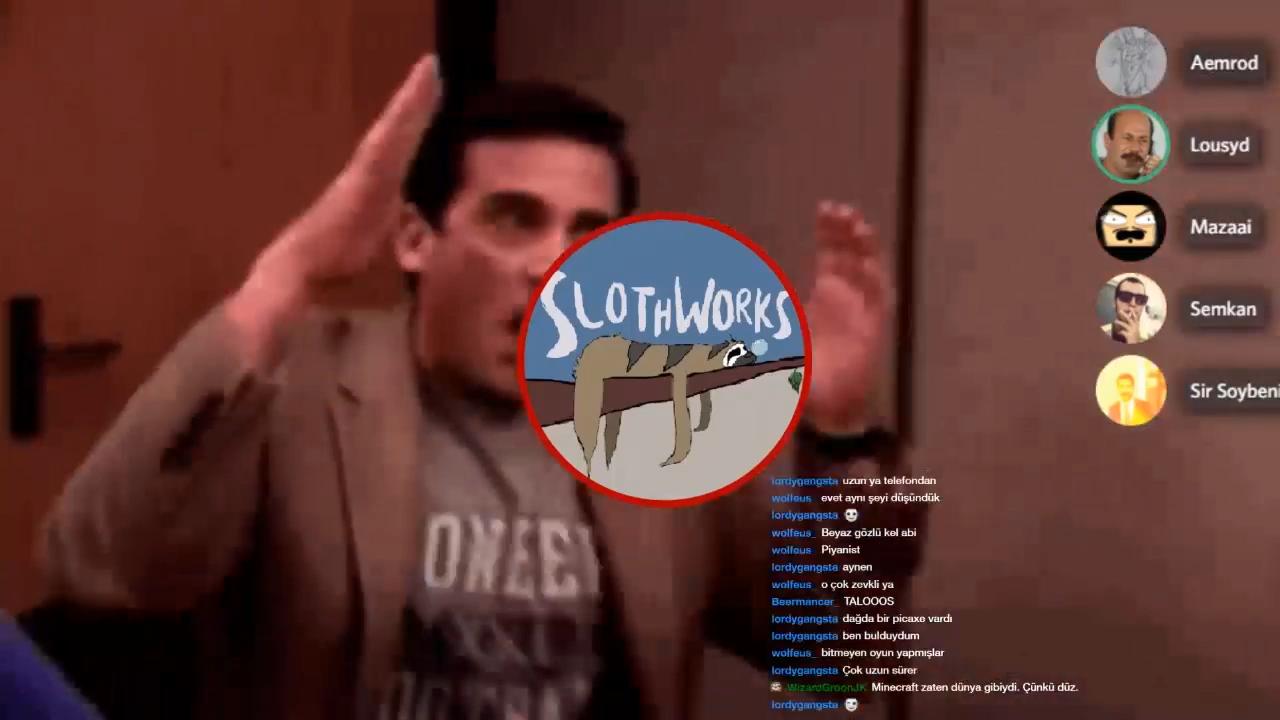 Aemrod
Lousyd
Mazaai
Semkan
Sir Soybeni
SLOTHWORKS
lordygangsta uzun ya telefondan
wolfeus_ evet aynı şeyi düşündük
lordygangsta
wolfeus_ Beyaz gözlü kel abi
wolfeus_ Piyanist
lordygangsta aynen
wolfeus_ o çok zevkli ya
Beermancer_ TALOOOS
lordygangsta dağda bir picaxe vardı
lordygangsta ben bulduydum
wolfeus_ bitmeyen oyun yapmışlar
lordygangsta Çok uzun sürer
WizardGroonJK Minecraft zaten dünya gibiydi. Çünkü düz.
lordygangsta